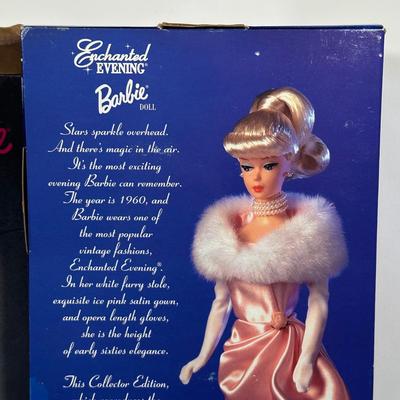 Enchanted
EVENING®
Barbie®
DOLL
Stars sparkle overhead.
And there's magic in the air.
It's the most exciting
evening Barbie can remember.
The year is 1960, and
Barbie wears one of
the most popular
vintage fashions,
Enchanted Evening®.
In her white furry stole,
exquisite ice pink satin gown,
and opera length gloves,
she is the height
of early sixties elegance.
This Collector Edition,
which reproduces the